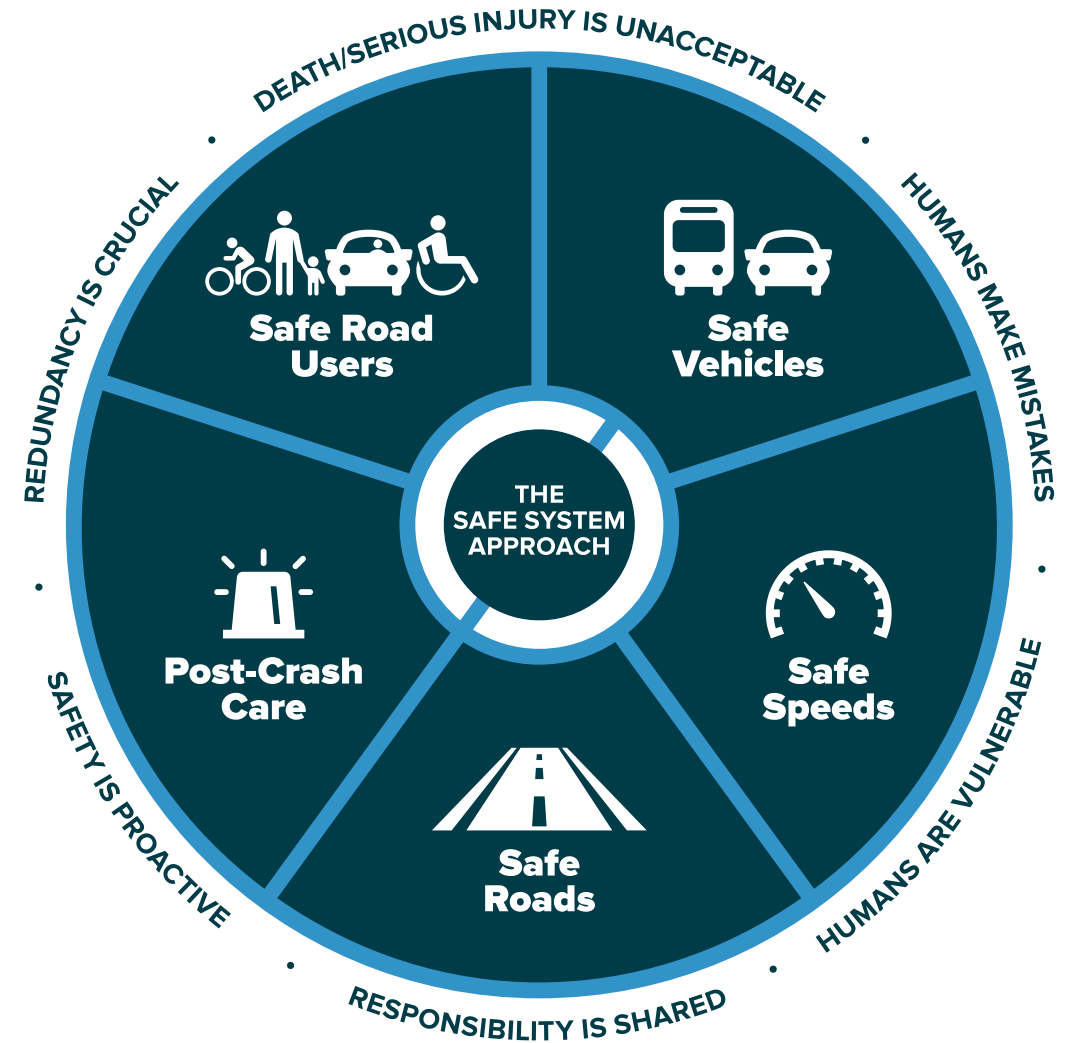 DEATH/SERIOUS INJURY IS UNACCEPTABLE
HUMANS MAKE MISTAKES
HUMANS ARE VULNERABLE
RESPONSIBILITY IS SHARED
SAFETY IS PROACTIVE
REDUNDANCY IS CRUCIAL
Safe Road
Users
Safe
Vehicles
Safe
Speeds
Safe
Roads
Post-Crash
Care
THE
SAFE SYSTEM
APPROACH